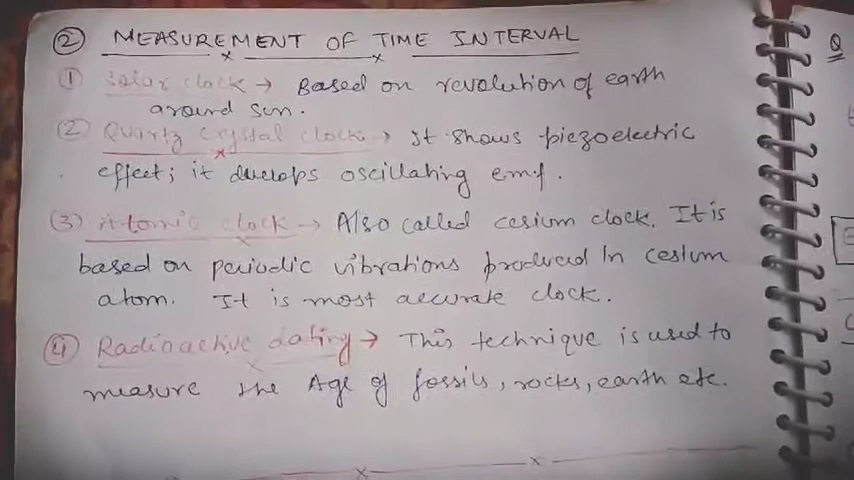 ② MEASUREMENT OF TIME INTERVAL
① Solar clock → Based on revolution of earth
around sun.
(2) Quartz crystal clock → It shows piezoelectric
effect; it develops oscillating emf.
(3) Atomic clock → Also called cesium clock. It is
based on periodic vibrations produced in cesium
atom. It is most accurate clock.
④ Radioactive dating → This technique is used to
measure the Age of fossils, rocks, earth etc.
Q